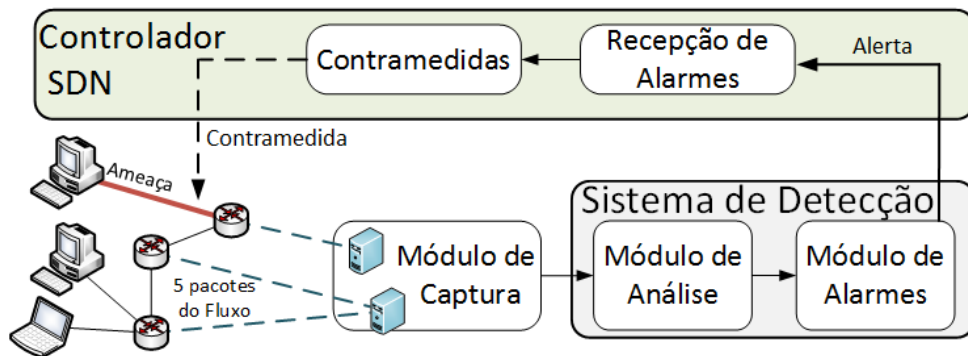 Controlador
SDN
Contramedidas
Recepção de
Alarmes
Alerta
Contramedida
Ameaça
Sistema de Detecção
5 pacotes
do Fluxo
Módulo de
Captura
Módulo de
Análise
Módulo de
Alarmes